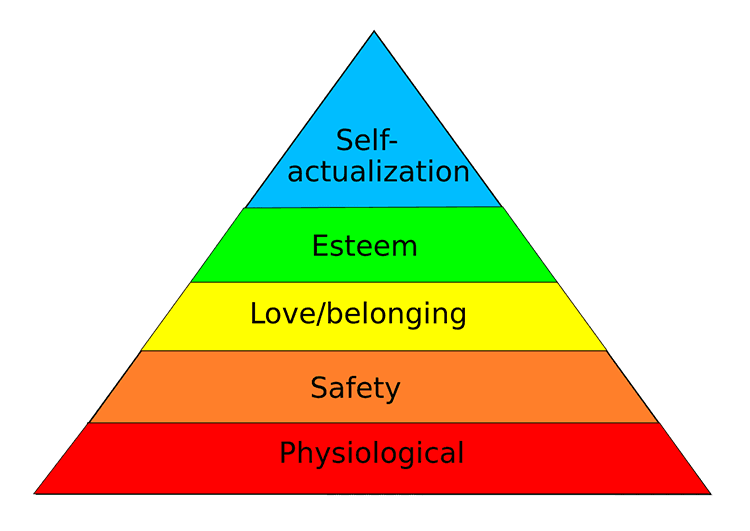 Self-
actualization
Esteem
Love/belonging
Safety
Physiological